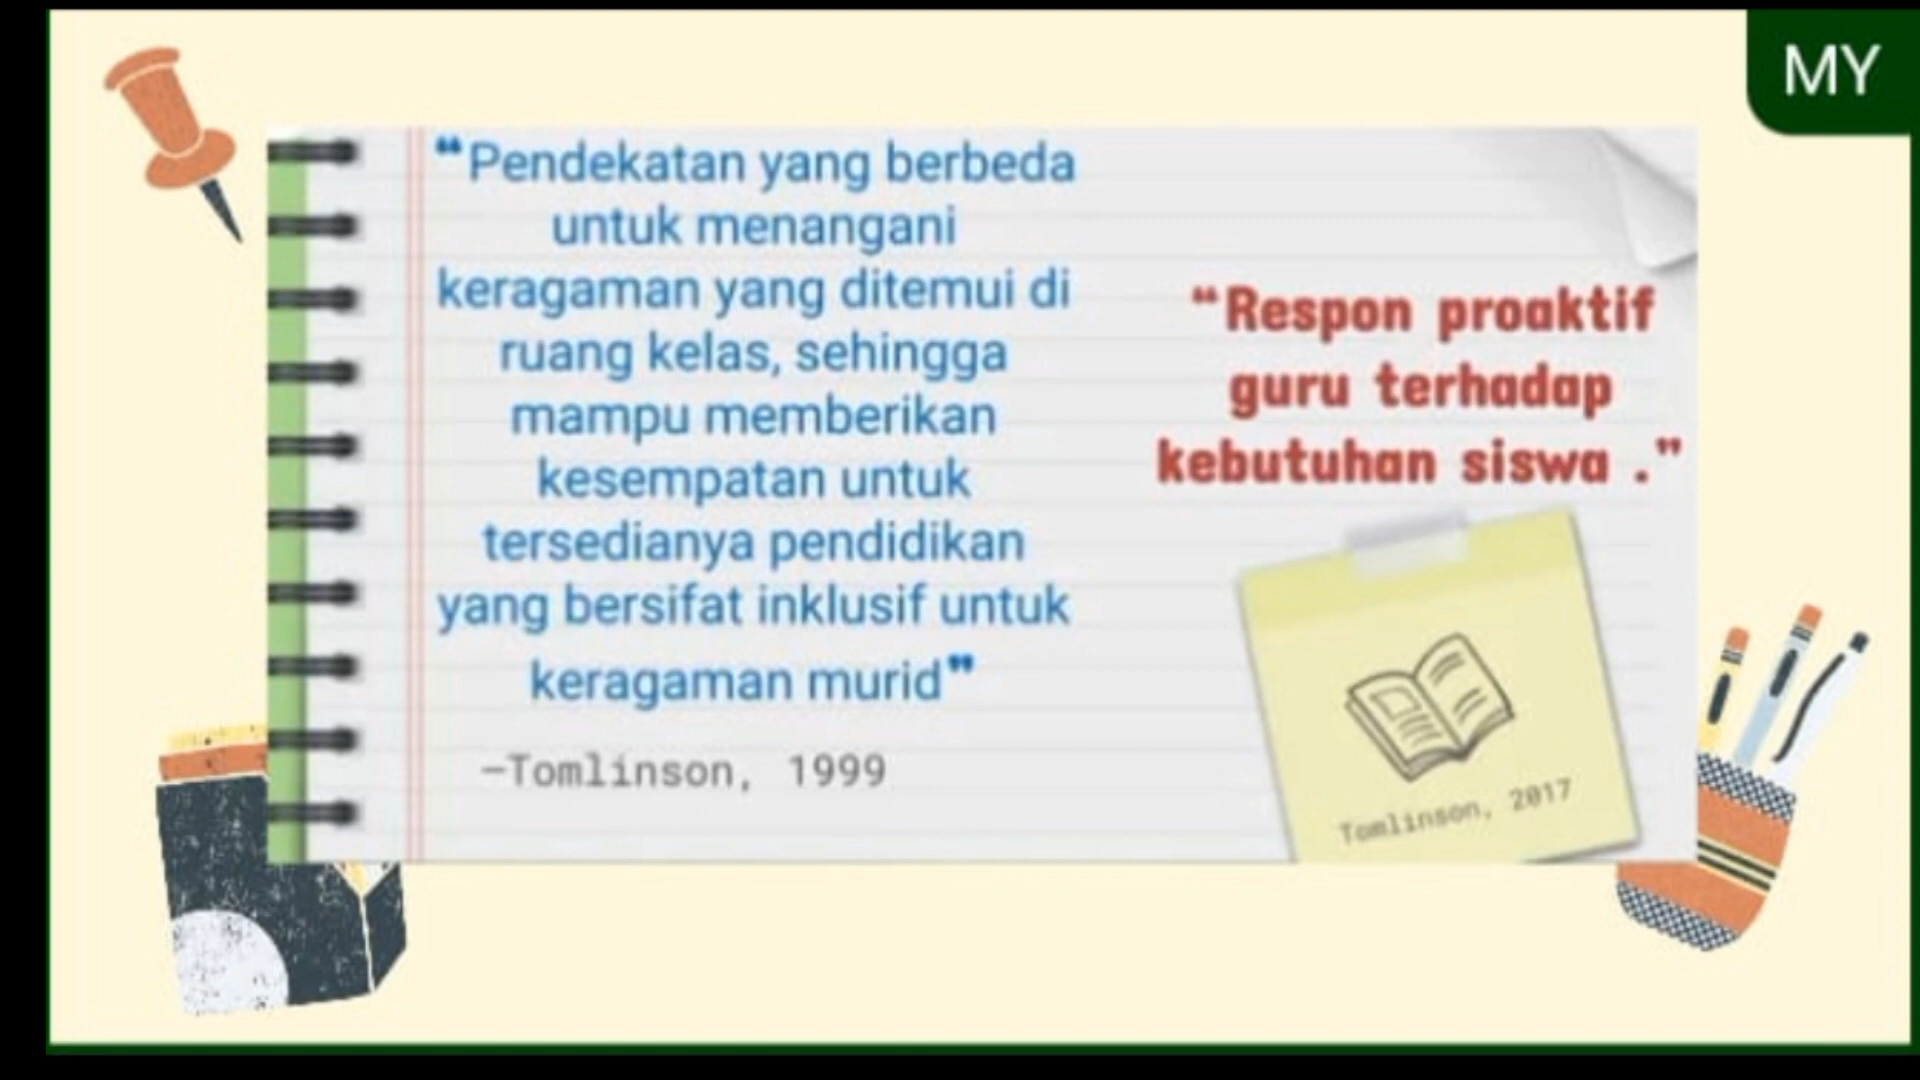 MY
“Pendekatan yang berbeda
untuk menangani
keragaman yang ditemui di
ruang kelas, sehingga
mampu memberikan
kesempatan untuk
tersedianya pendidikan
yang bersifat inklusif untuk
keragaman murid”
—Tomlinson, 1999
“Respon proaktif
guru terhadap
kebutuhan siswa .”
Tomlinson, 2017